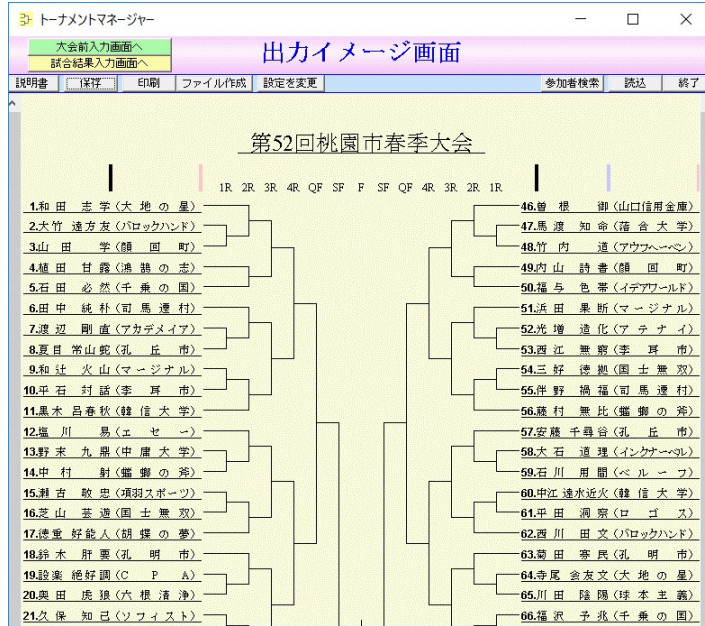 トーナメントマネージャー
大会前入力画面へ
試合結果入力画面へ
出力イメージ画面
説明書 保存 印刷 ファイル作成 設定を変更 参加者検索 読込 終了
第52回桃園市春季大会
1R 2R 3R 4R QF SF F SF QF 4R 3R 2R 1R
1.和田 志学(大地の星) 46.曽根 御(山口信用金庫)
2.大竹 遠方友(バロックハンド) 47.馬渡 知命(落合大学)
3.山田 学(顔回町) 48.竹内 道(アウフヘーベン)
4.植田 甘露(鴻鵠の志) 49.内山 詩書(顔回町)
5.石田 必然(千乗の国) 50.福与 色帯(イデアワールド)
6.田中 純朴(司馬遷村) 51.浜田 果断(マージナル)
7.渡辺 剛直(アカデメイア) 52.光増 造化(アテナイ)
8.夏目 常山蛇(孔丘市) 53.西江 無窮(李耳市)
9.和辻 火山(マージナル) 54.三好 徳拠(国士無双)
10.平石 対話(李耳市) 55.伴野 禍福(司馬遷村)
11.黒木 呂春秋(韓信大学) 56.藤村 無比(蟷螂の斧)
12.塩川 易(エセー) 57.安藤 千尋谷(孔丘市)
13.野末 九鼎(中庸大学) 58.大石 道理(インクナーベル)
14.中村 射(蟷螂の斧) 59.石川 用間(ベルーフ)
15.瀬古 敬忠(項羽スポーツ) 60.中江 遠水近火(韓信大学)
16.芝山 芸遊(国士無双) 61.平田 洞察(ロゴス)
17.徳重 好能人(胡蝶の夢) 62.西川 田文(バロックハンド)
18.鈴木 肝要(孔明市) 63.菊田 寡民(孔明市)
19.設楽 絶好調(CPA) 64.寺尾 会友文(大地の星)
20.奥田 虎狼(六根清浄) 65.川田 陰陽(球本主義)
21.久保 知己(ソフィスト) 66.福沢 予兆(千乗の国)